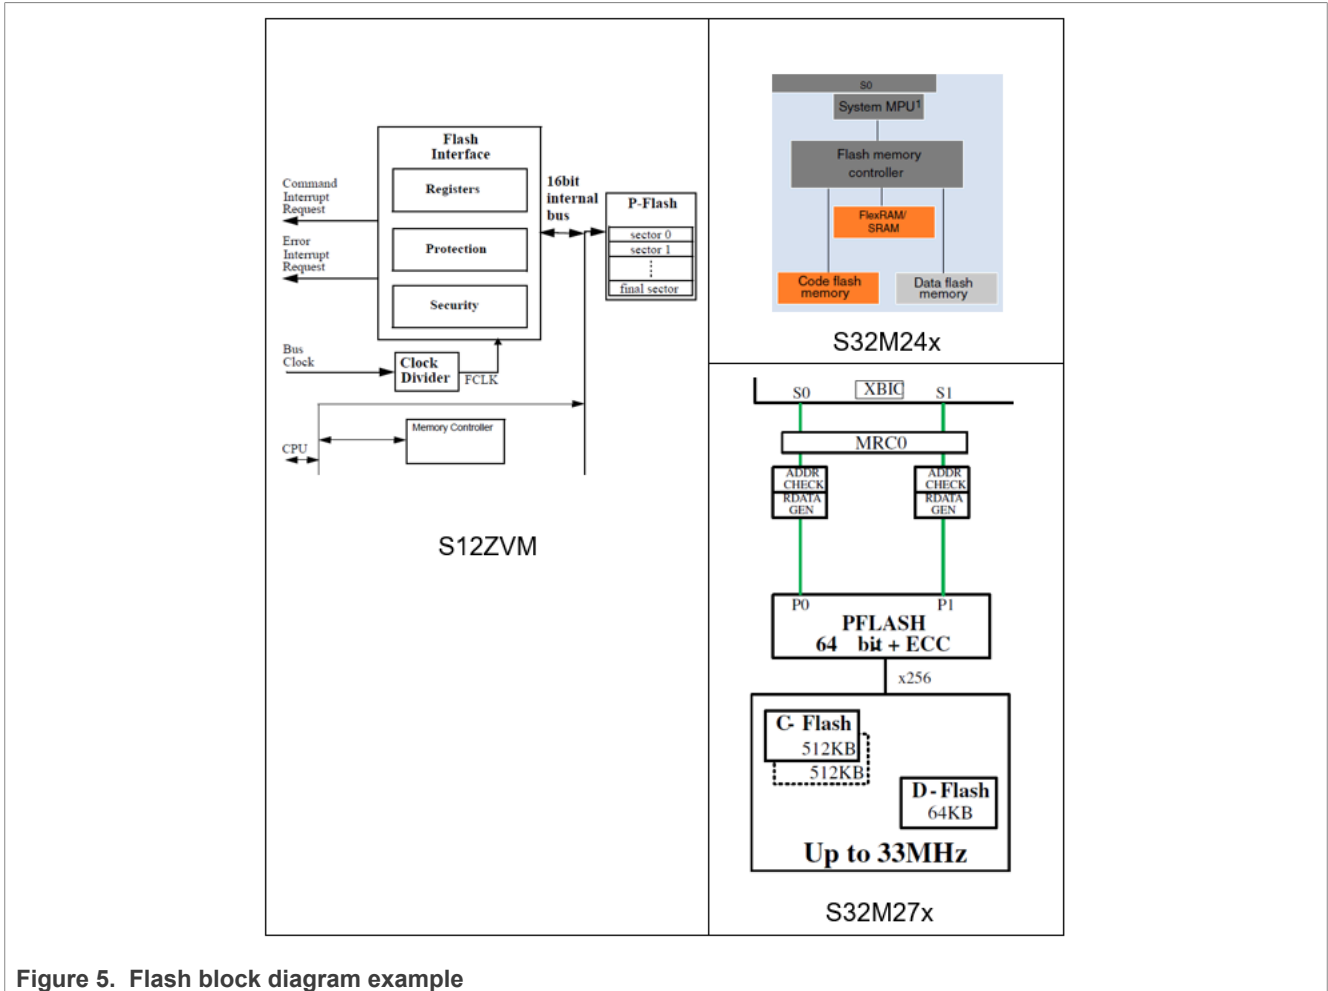 Flash
Interface
Registers
Protection
Security
Command
Interrupt
Request
Error
Interrupt
Request
Bus
Clock
Clock
Divider
FCLK
16bit
internal
bus
P-Flash
sector 0
sector 1
final sector
Memory Controller
CPU
S12ZVM
S0
System MPU1
Flash memory
controller
FlexRAM/
SRAM
Code flash
memory
Data flash
memory
S32M24x
S0
XBIC
S1
MRC0
ADDR
CHECK
RDATA
GEN
ADDR
CHECK
RDATA
GEN
P0
P1
PFLASH
64 bit + ECC
x256
C- Flash
512KB
512KB
D - Flash
64KB
Up to 33MHz
S32M27x
Figure 5. Flash block diagram example